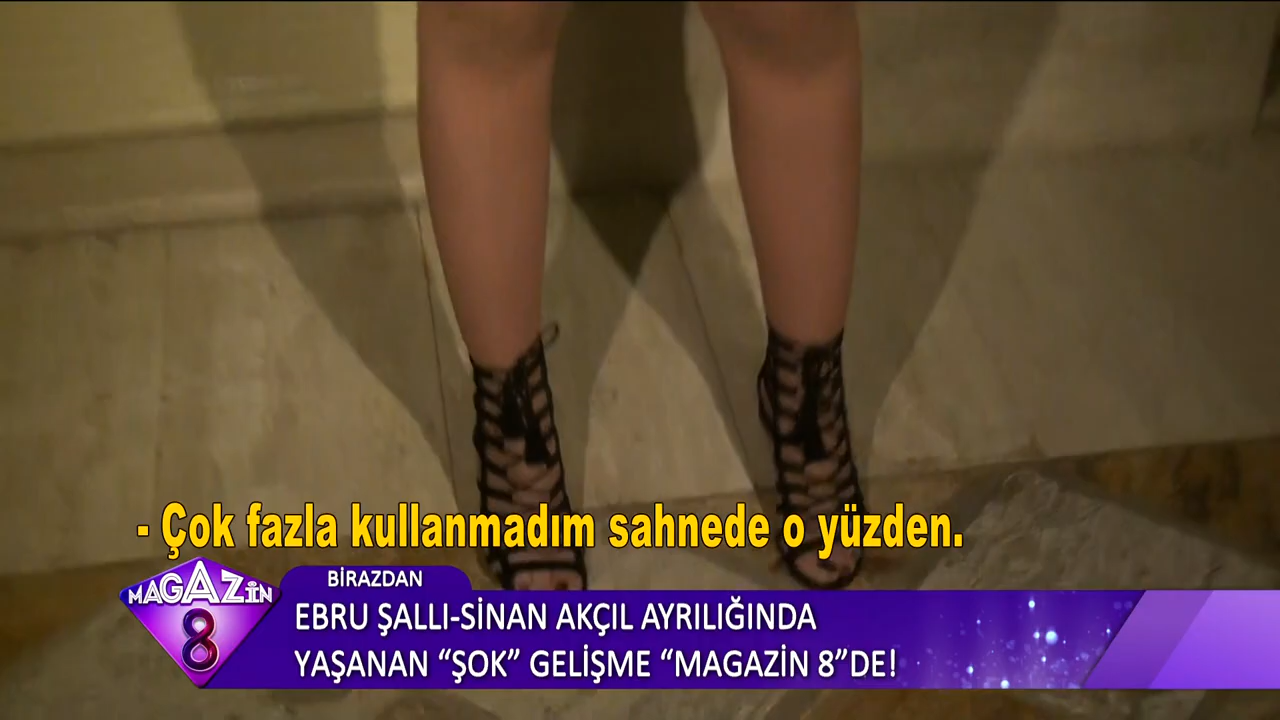 - Çok fazla kullanmadım sahnede o yüzden.
MAGAZİN
8
BİRAZDAN
EBRU ŞALLI-SİNAN AKÇIL AYRILIĞINDA
YAŞANAN “ŞOK” GELİŞME “MAGAZİN 8”DE!